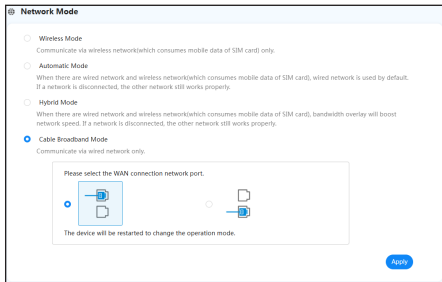 Network Mode
Wireless Mode
Communicate via wireless network(which consumes mobile data of SIM card) only.
Automatic Mode
When there are wired network and wireless network(which consumes mobile data of SIM card), wired network is used by default.
If a network is disconnected, the other network still works properly.
Hybrid Mode
When there are wired network and wireless network(which consumes mobile data of SIM card), bandwidth overlay will boost
network speed. If a network is disconnected, the other network still works properly.
Cable Broadband Mode
Communicate via wired network only.
Please select the WAN connection network port.
The device will be restarted to change the operation mode.
Apply